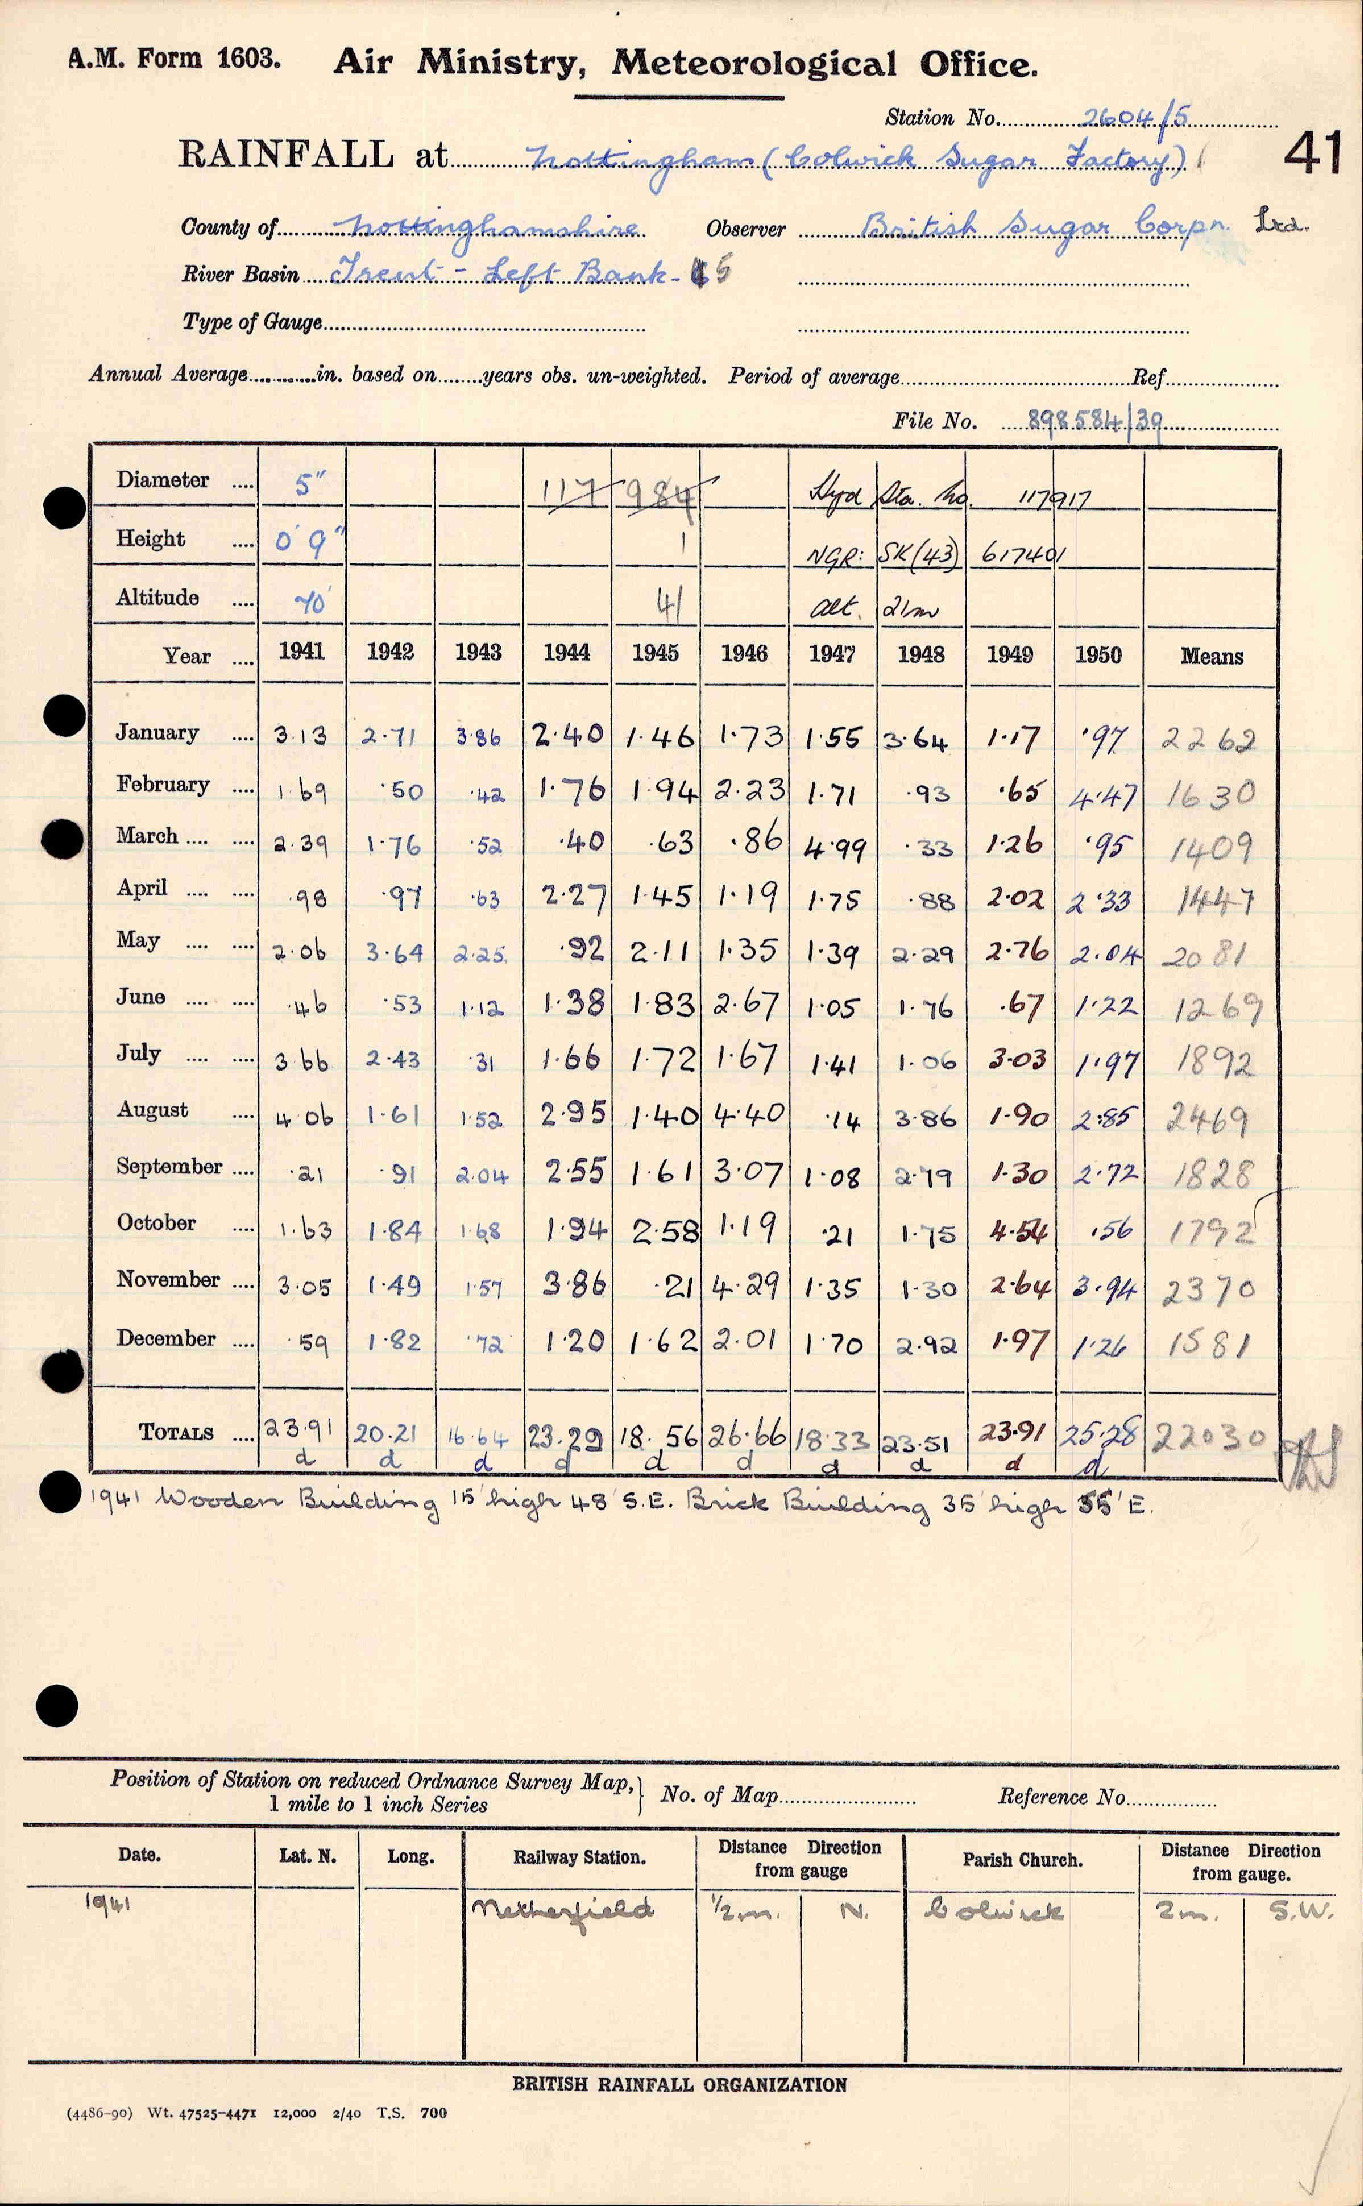 A.M. Form 1603. Air Ministry, Meteorological Office.
Station No. 2604/5
RAINFALL at Nottingham (Colwick Sugar Factory) 41
County of Nottinghamshire Observer British Sugar Corpn. Ltd.
River Basin Trent - Left Bank - 5
Type of Gauge
Annual Average in. based on years obs. un-weighted. Period of average Ref
File No. 898584/39
Diameter 5" 117 984 Hyd Sta. No. 117917
Height 0' 9" 1 NGR: SK(43) 617401
Altitude 70' 41 alt. 21m
Year 1941 1942 1943 1944 1945 1946 1947 1948 1949 1950 Means
January 3.13 2.71 3.86 2.40 1.46 1.73 1.55 3.64 1.17 .97 2262
February 1.69 .50 .42 1.76 1.94 2.23 1.71 .93 .65 4.47 1630
March 2.39 1.76 .52 .40 .63 .86 4.99 .33 1.26 .95 1409
April .98 .97 .63 2.27 1.45 1.19 1.75 .88 2.02 2.33 1447
May 2.06 3.64 2.25 .92 2.11 1.35 1.39 2.29 2.76 2.04 2081
June .46 .53 1.12 1.38 1.83 2.67 1.05 1.76 .67 1.22 1269
July 3.66 2.43 .31 1.66 1.72 1.67 1.41 1.06 3.03 1.97 1892
August 4.06 1.61 1.52 2.95 1.40 4.40 .14 3.86 1.90 2.85 2469
September .21 .91 2.04 2.55 1.61 3.07 1.08 2.79 1.30 2.72 1828
October 1.63 1.84 1.68 1.94 2.58 1.19 .21 1.75 4.54 .56 1792
November 3.05 1.49 1.57 3.86 .21 4.29 1.35 1.30 2.64 3.94 2370
December .59 1.82 .72 1.20 1.62 2.01 1.70 2.92 1.97 1.26 1581
TOTALS 23.91 20.21 16.64 23.29 18.56 26.66 18.33 23.51 23.91 25.28 22030
d d d d d d d d d d
1941 Wooden Building 15' high 48' S.E. Brick Building 35' high 55' E.
Position of Station on reduced Ordnance Survey Map, No. of Map Reference No.
1 mile to 1 inch Series
Date. Lat. N. Long. Railway Station. Distance Direction from gauge Parish Church. Distance Direction from gauge.
1941 Netherfield 1/2 m. N. Colwick 2 m. S.W.
BRITISH RAINFALL ORGANIZATION
(4486-90) Wt. 47525-4471 12,000 2/40 T.S. 700